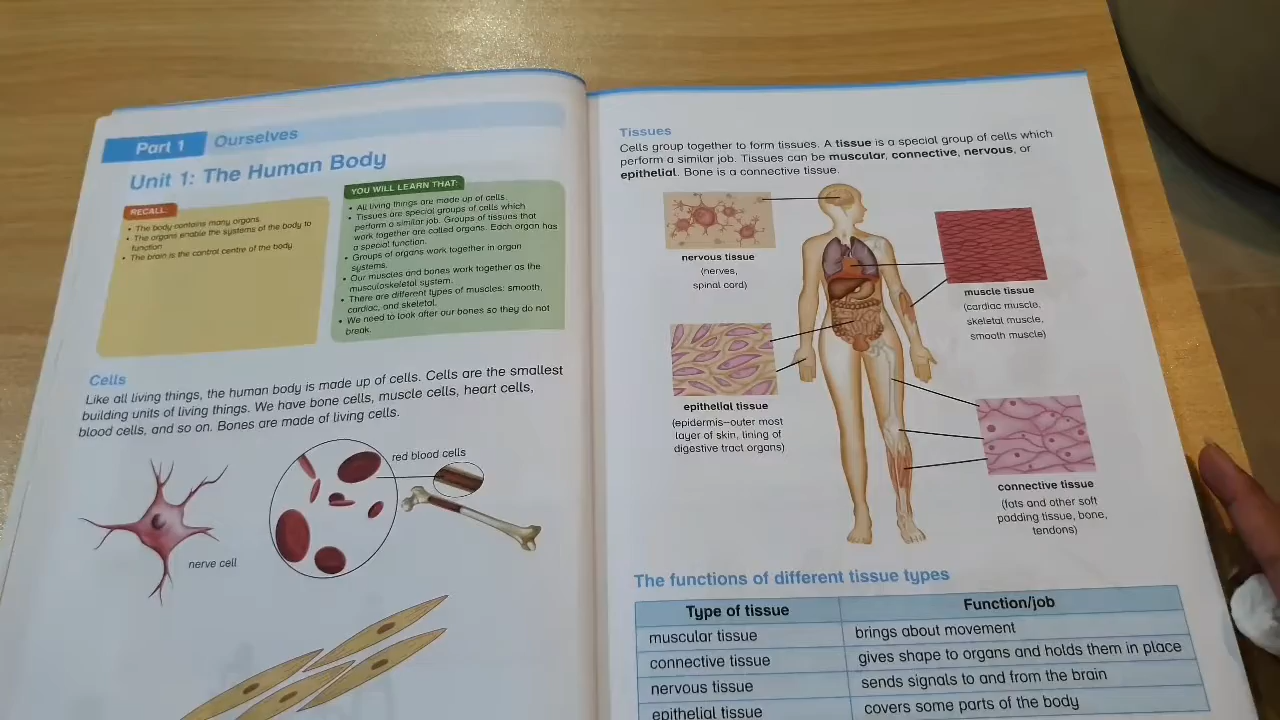 Part 1 Ourselves
Unit 1: The Human Body
RECALL:
• The body contains many organs.
• The organs enable the systems of the body to
function
• The brain is the control centre of the body
YOU WILL LEARN THAT:
• All living things are made up of cells.
• Tissues are special groups of cells which
perform a similar job. Groups of tissues that
work together are called organs. Each organ has
a special function.
• Groups of organs work together in organ
systems.
• Our muscles and bones work together as the
musculoskeletal system.
• There are different types of muscles: smooth,
cardiac, and skeletal.
• We need to look after our bones so they do not
break.
Cells
Like all living things, the human body is made up of cells. Cells are the smallest
building units of living things. We have bone cells, muscle cells, heart cells,
blood cells, and so on. Bones are made of living cells.
red blood cells
nerve cell
Tissues
Cells group together to form tissues. A tissue is a special group of cells which
perform a similar job. Tissues can be muscular, connective, nervous, or
epithelial. Bone is a connective tissue.
nervous tissue
(nerves,
spinal cord)
muscle tissue
(cardiac muscle,
skeletal muscle,
smooth muscle)
epithelial tissue
(epidermis–outer most
layer of skin, lining of
digestive tract organs)
connective tissue
(fats and other soft
padding tissue, bone,
tendons)
The functions of different tissue types
Type of tissue Function/job
muscular tissue brings about movement
connective tissue gives shape to organs and holds them in place
nervous tissue sends signals to and from the brain
epithelial tissue covers some parts of the body